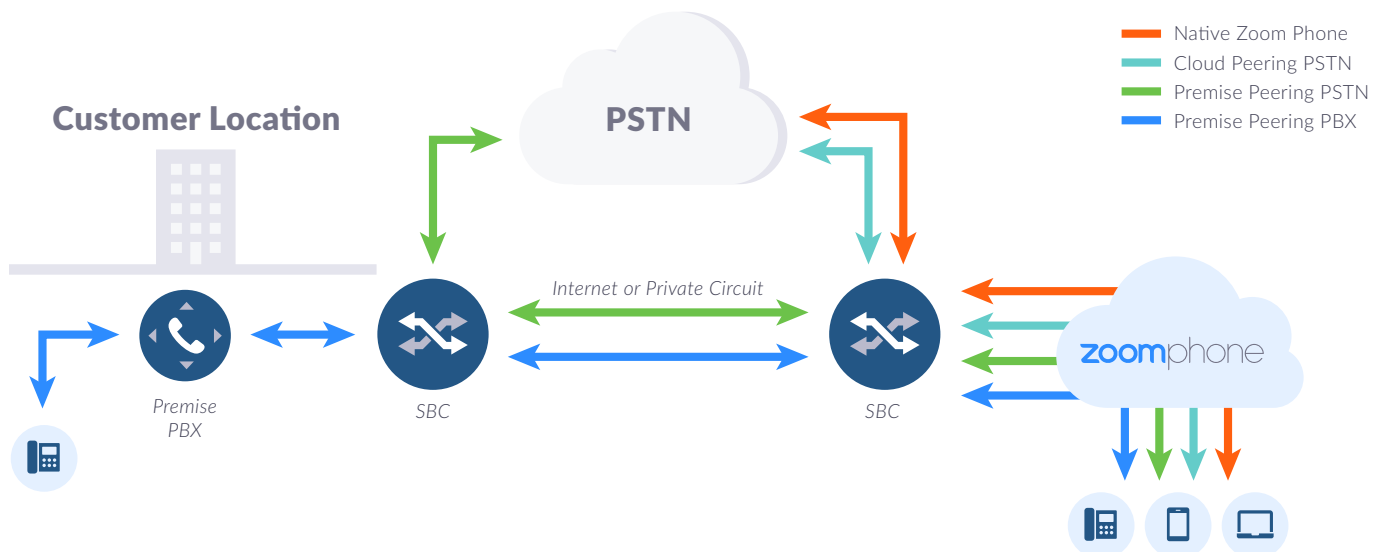 Native Zoom Phone
Cloud Peering PSTN
Premise Peering PSTN
Premise Peering PBX
Customer Location
PSTN
Internet or Private Circuit
zoomphone
Premise
PBX
SBC
SBC